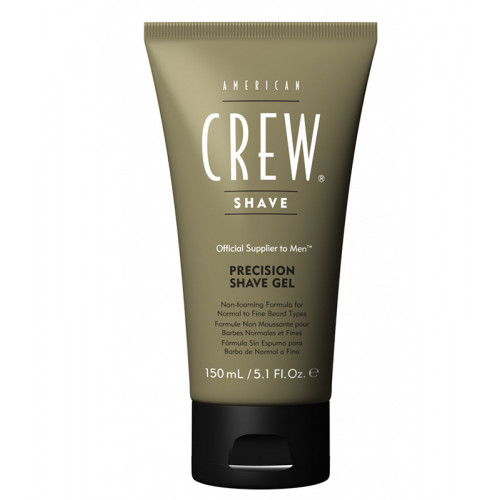 AMERICAN
CREW®
SHAVE
Official Supplier to Men™
PRECISION
SHAVE GEL
Non-foaming Formula for
Normal to Fine Beard Types
Formule Non Moussante pour
Barbes Normales et Fines
Fórmula Sin Espuma para
Barba de Normal a Fina
150 mL / 5.1 Fl. Oz. ℮